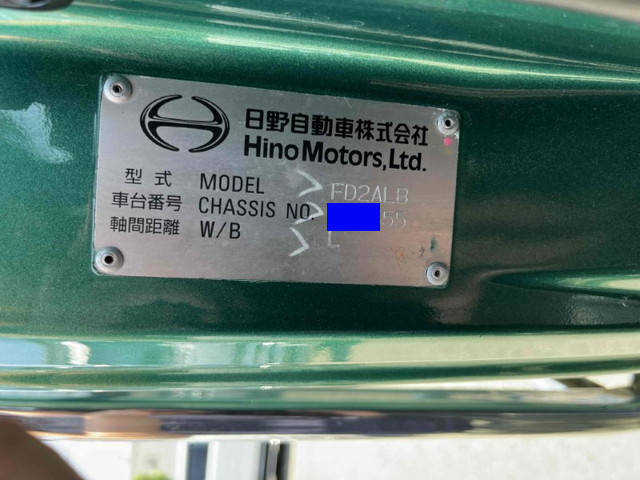 日野自動車株式会社
Hino Motors, Ltd.
型式 MODEL FD2ALB
車台番号 CHASSIS NO. 55
軸間距離 W/B L